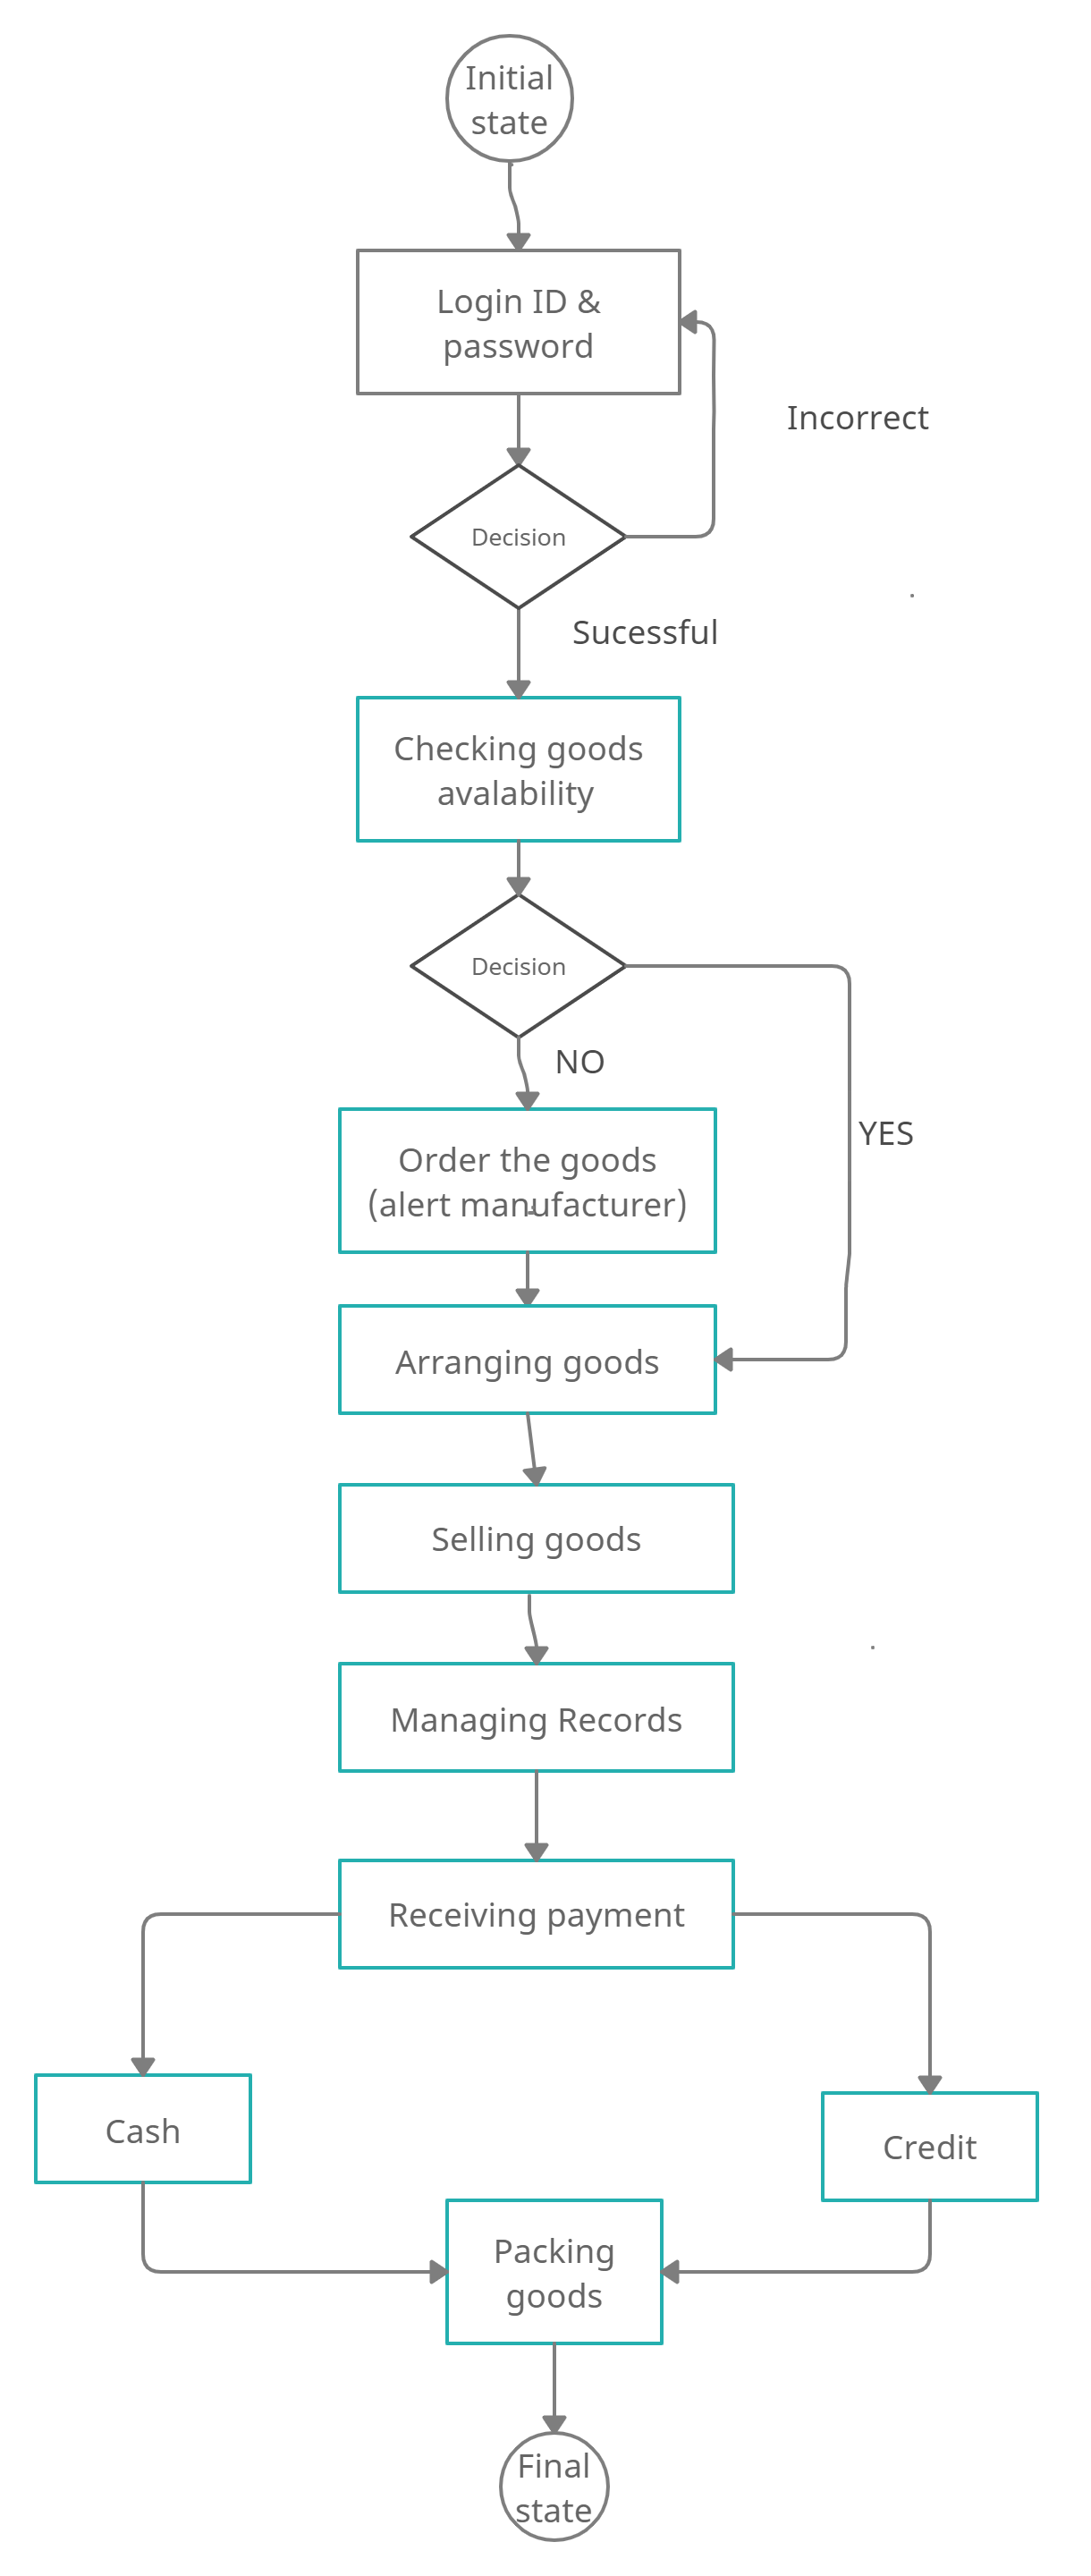 Initial
state
Login ID &
password
Incorrect
Decision
Sucessful
Checking goods
avalability
Decision
NO
YES
Order the goods
(alert manufacturer)
Arranging goods
Selling goods
Managing Records
Receiving payment
Cash
Credit
Packing
goods
Final
state